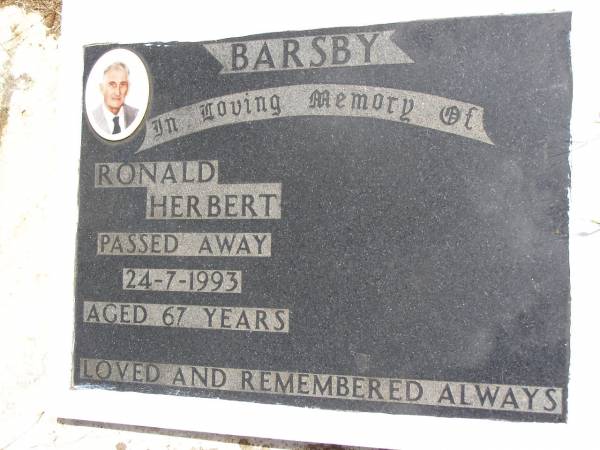 BARSBY
In Loving Memory Of
RONALD
HERBERT
PASSED AWAY
24-7-1993
AGED 67 YEARS
LOVED AND REMEMBERED ALWAYS